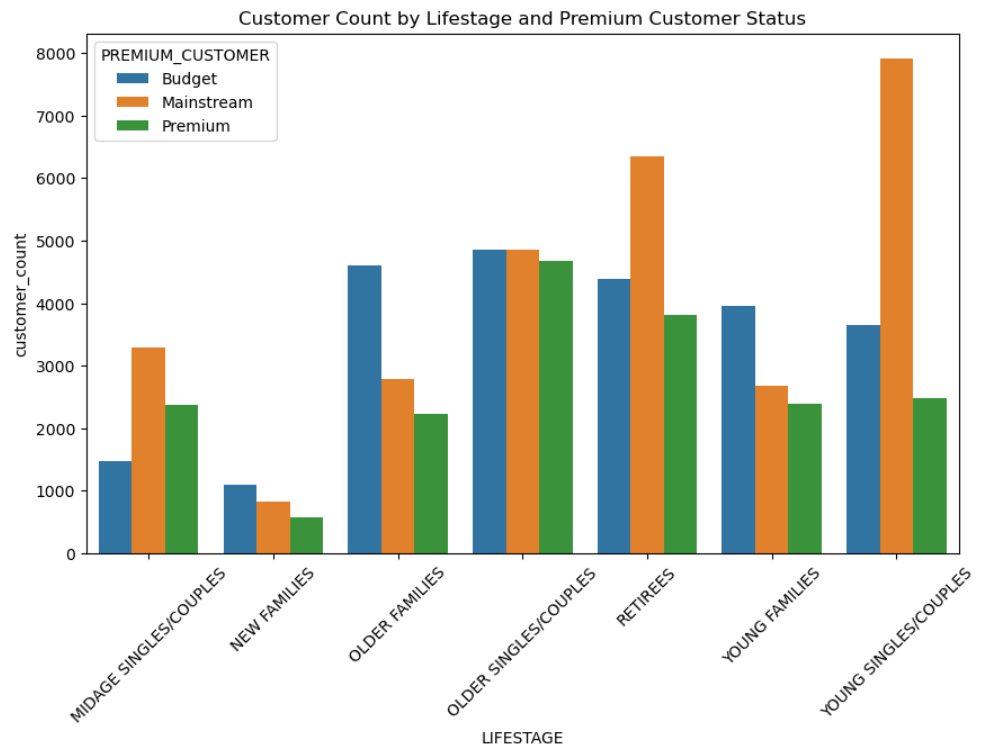 Customer Count by Lifestage and Premium Customer Status
PREMIUM_CUSTOMER
Budget
Mainstream
Premium
customer_count
8000
7000
6000
5000
4000
3000
2000
1000
0
MIDAGE SINGLES/COUPLES
NEW FAMILIES
OLDER FAMILIES
OLDER SINGLES/COUPLES
RETIREES
YOUNG FAMILIES
YOUNG SINGLES/COUPLES
LIFESTAGE